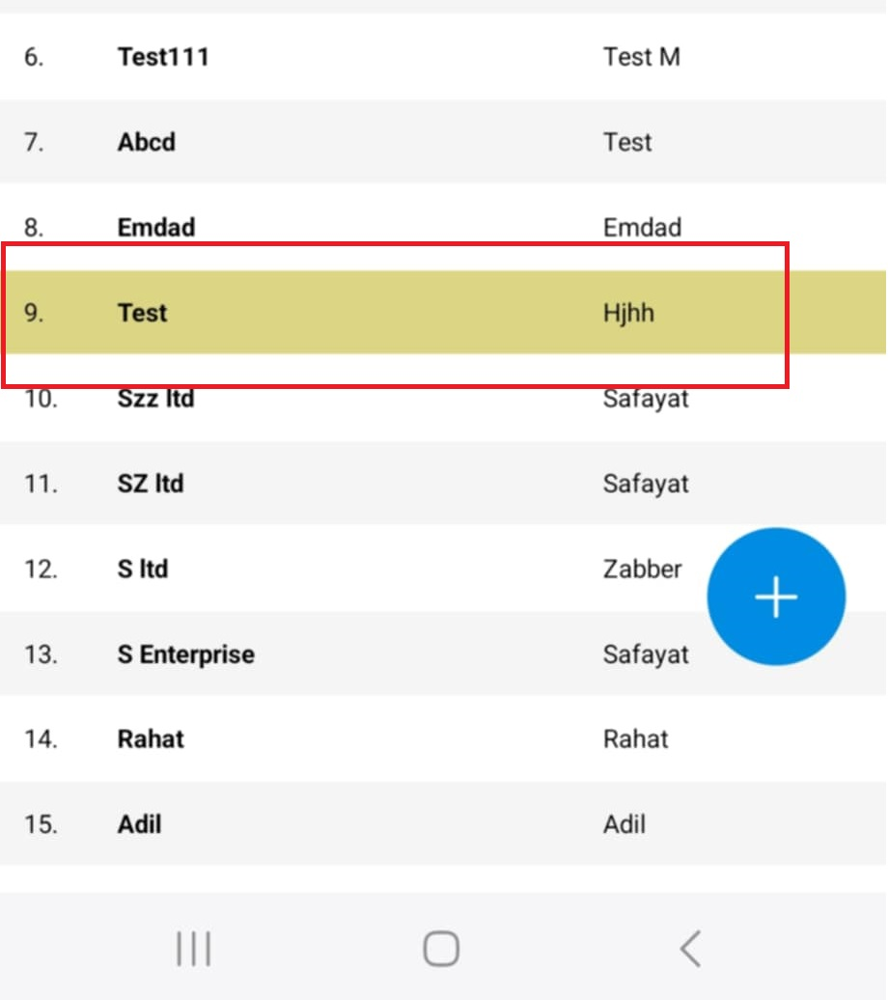 6. Test111 Test M
7. Abcd Test
8. Emdad Emdad
9. Test Hjhh
10. Szz ltd Safayat
11. SZ ltd Safayat
12. S ltd Zabber
13. S Enterprise Safayat
14. Rahat Rahat
15. Adil Adil